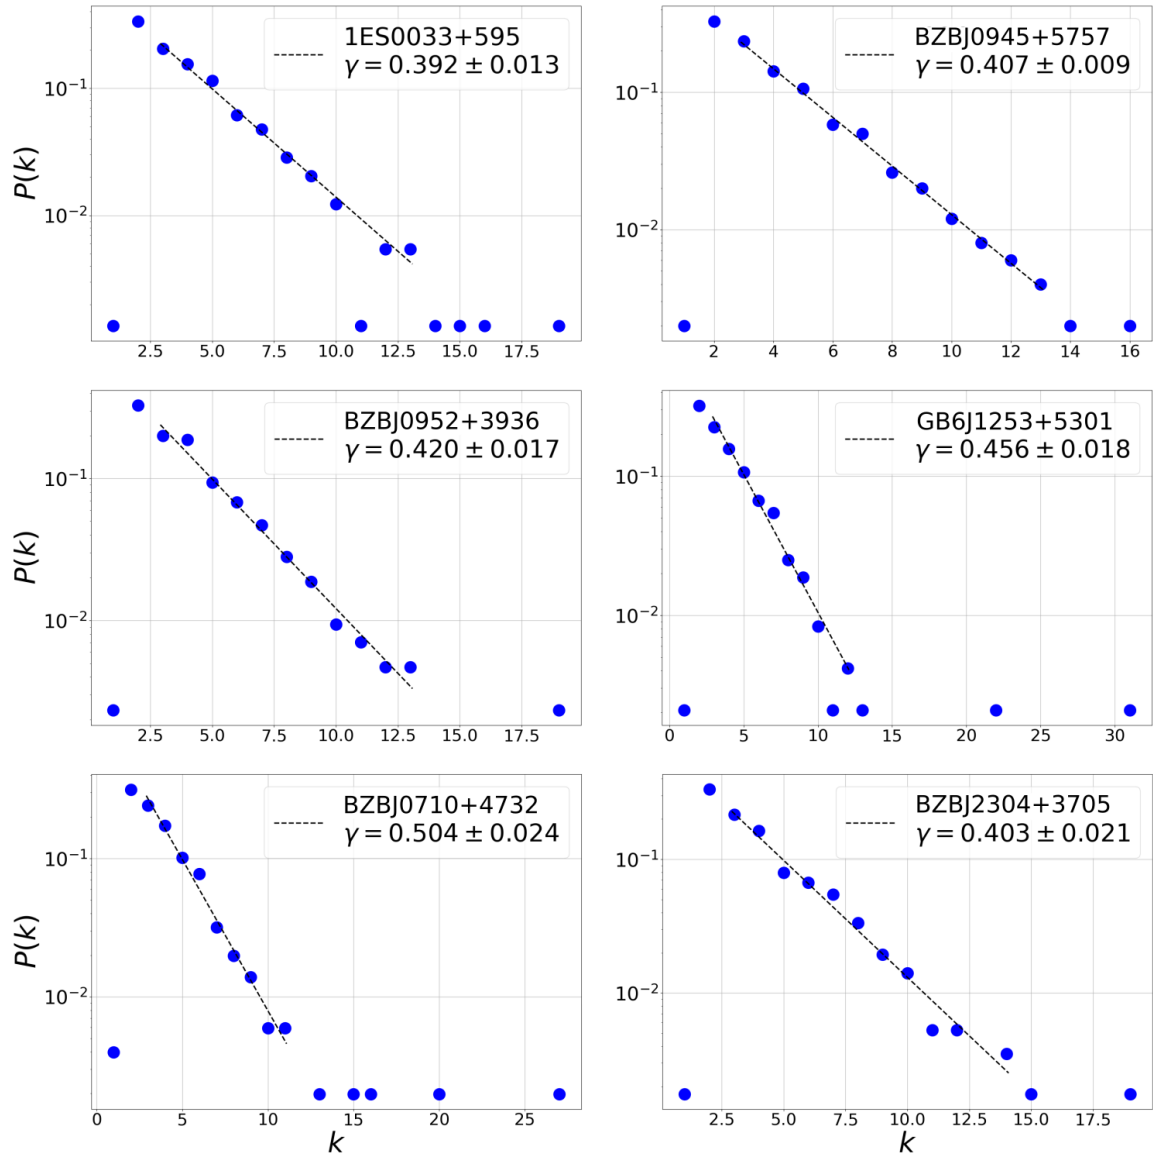 1ES0033+595
γ = 0.392 ± 0.013
P(k)
10⁻¹
10⁻²
2.5 5.0 7.5 10.0 12.5 15.0 17.5
BZBJ0945+5757
γ = 0.407 ± 0.009
10⁻¹
10⁻²
2 4 6 8 10 12 14 16
BZBJ0952+3936
γ = 0.420 ± 0.017
P(k)
10⁻¹
10⁻²
2.5 5.0 7.5 10.0 12.5 15.0 17.5
GB6J1253+5301
γ = 0.456 ± 0.018
10⁻¹
10⁻²
0 5 10 15 20 25 30
BZBJ0710+4732
γ = 0.504 ± 0.024
P(k)
10⁻¹
10⁻²
0 5 10 15 20 25
k
BZBJ2304+3705
γ = 0.403 ± 0.021
10⁻¹
10⁻²
2.5 5.0 7.5 10.0 12.5 15.0 17.5
k